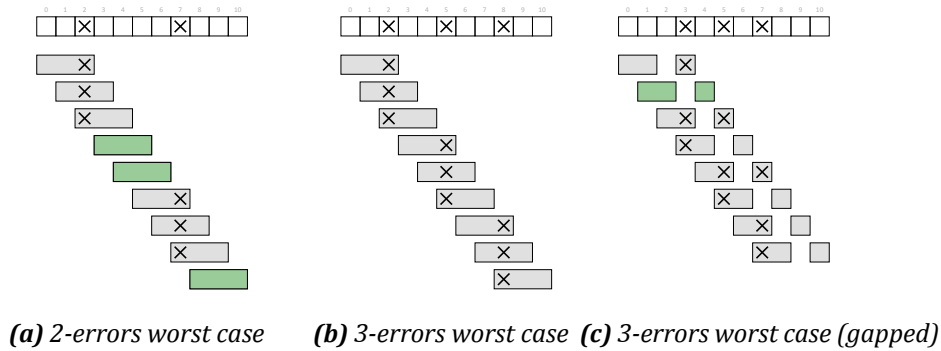 0 1 2 3 4 5 6 7 8 9 10
0 1 2 3 4 5 6 7 8 9 10
0 1 2 3 4 5 6 7 8 9 10
(a) 2-errors worst case
(b) 3-errors worst case
(c) 3-errors worst case (gapped)